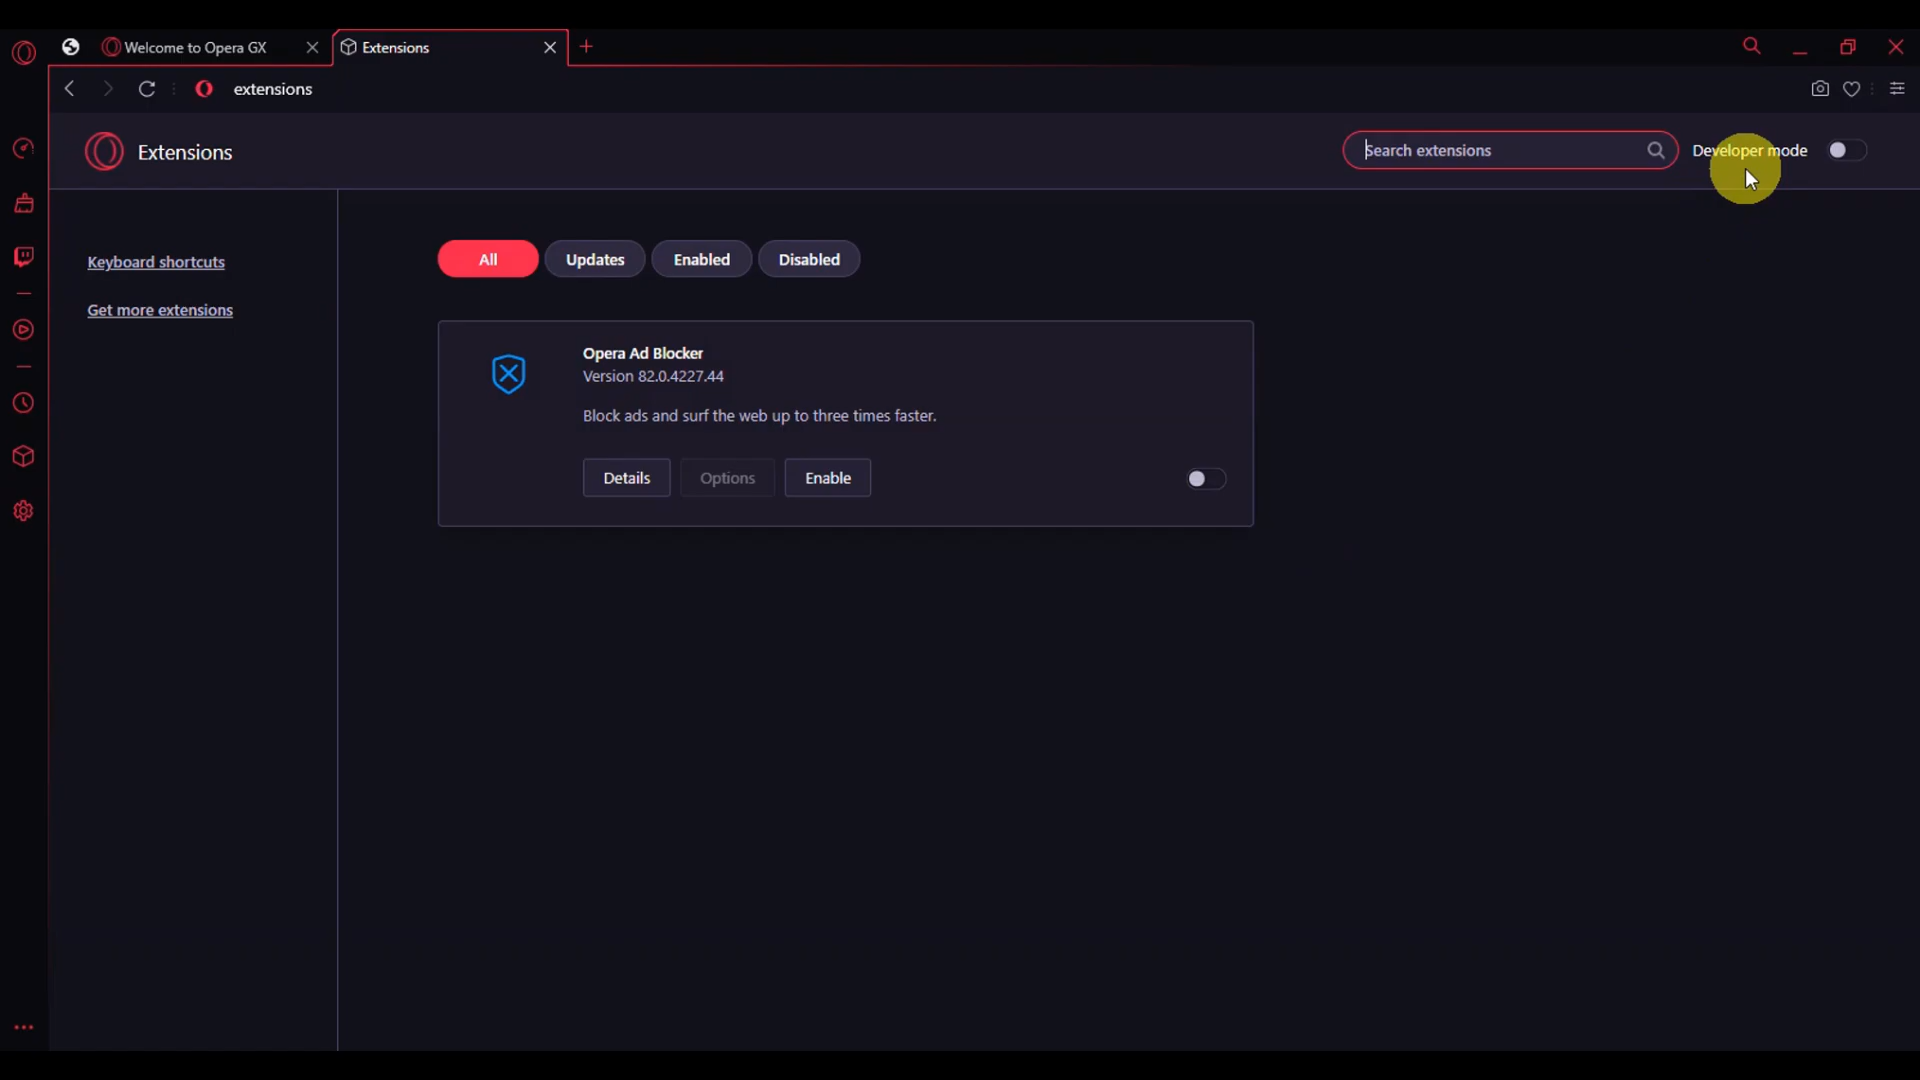 Welcome to Opera GX
Extensions
extensions
Extensions
Search extensions
Developer mode
Keyboard shortcuts
Get more extensions
All
Updates
Enabled
Disabled
Opera Ad Blocker
Version 82.0.4227.44
Block ads and surf the web up to three times faster.
Details
Options
Enable